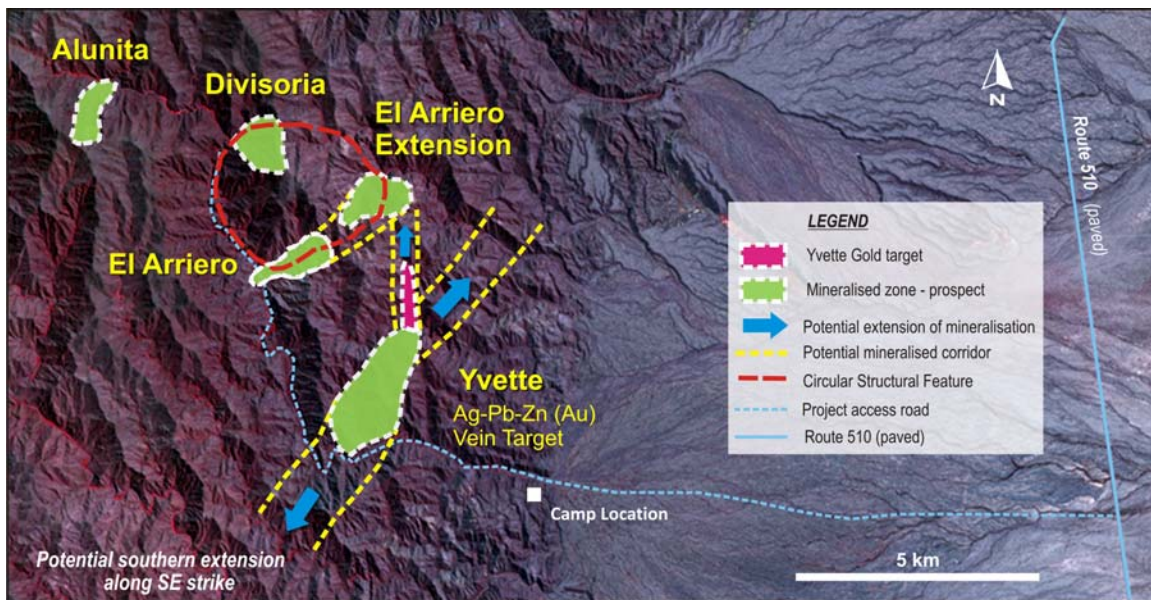 Alunita
Divisoria
El Arriero
Extension
N
Route 510 (paved)
El Arriero
LEGEND
Yvette Gold target
Mineralised zone - prospect
Potential extension of mineralisation
Potential mineralised corridor
Circular Structural Feature
Project access road
Route 510 (paved)
Yvette
Ag-Pb-Zn (Au)
Vein Target
Camp Location
Potential southern extension
along SE strike
5 km